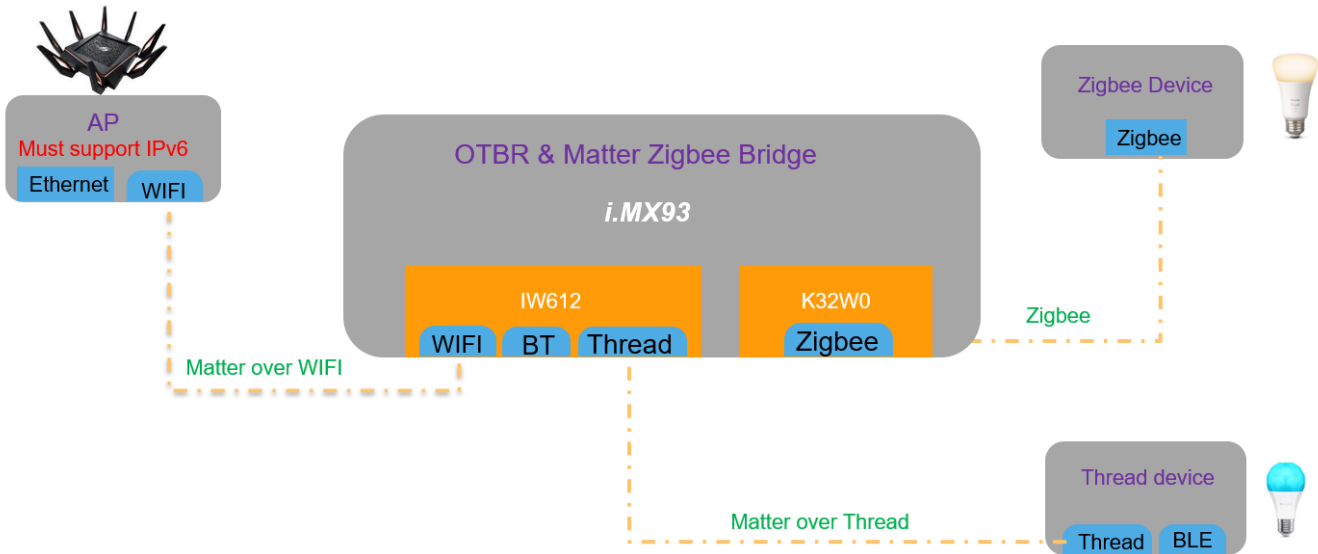 AP
Must support IPv6
Ethernet
WIFI
OTBR & Matter Zigbee Bridge
i.MX93
IW612
WIFI
BT
Thread
K32W0
Zigbee
Zigbee Device
Zigbee
Zigbee
Matter over WIFI
Matter over Thread
Thread device
Thread
BLE